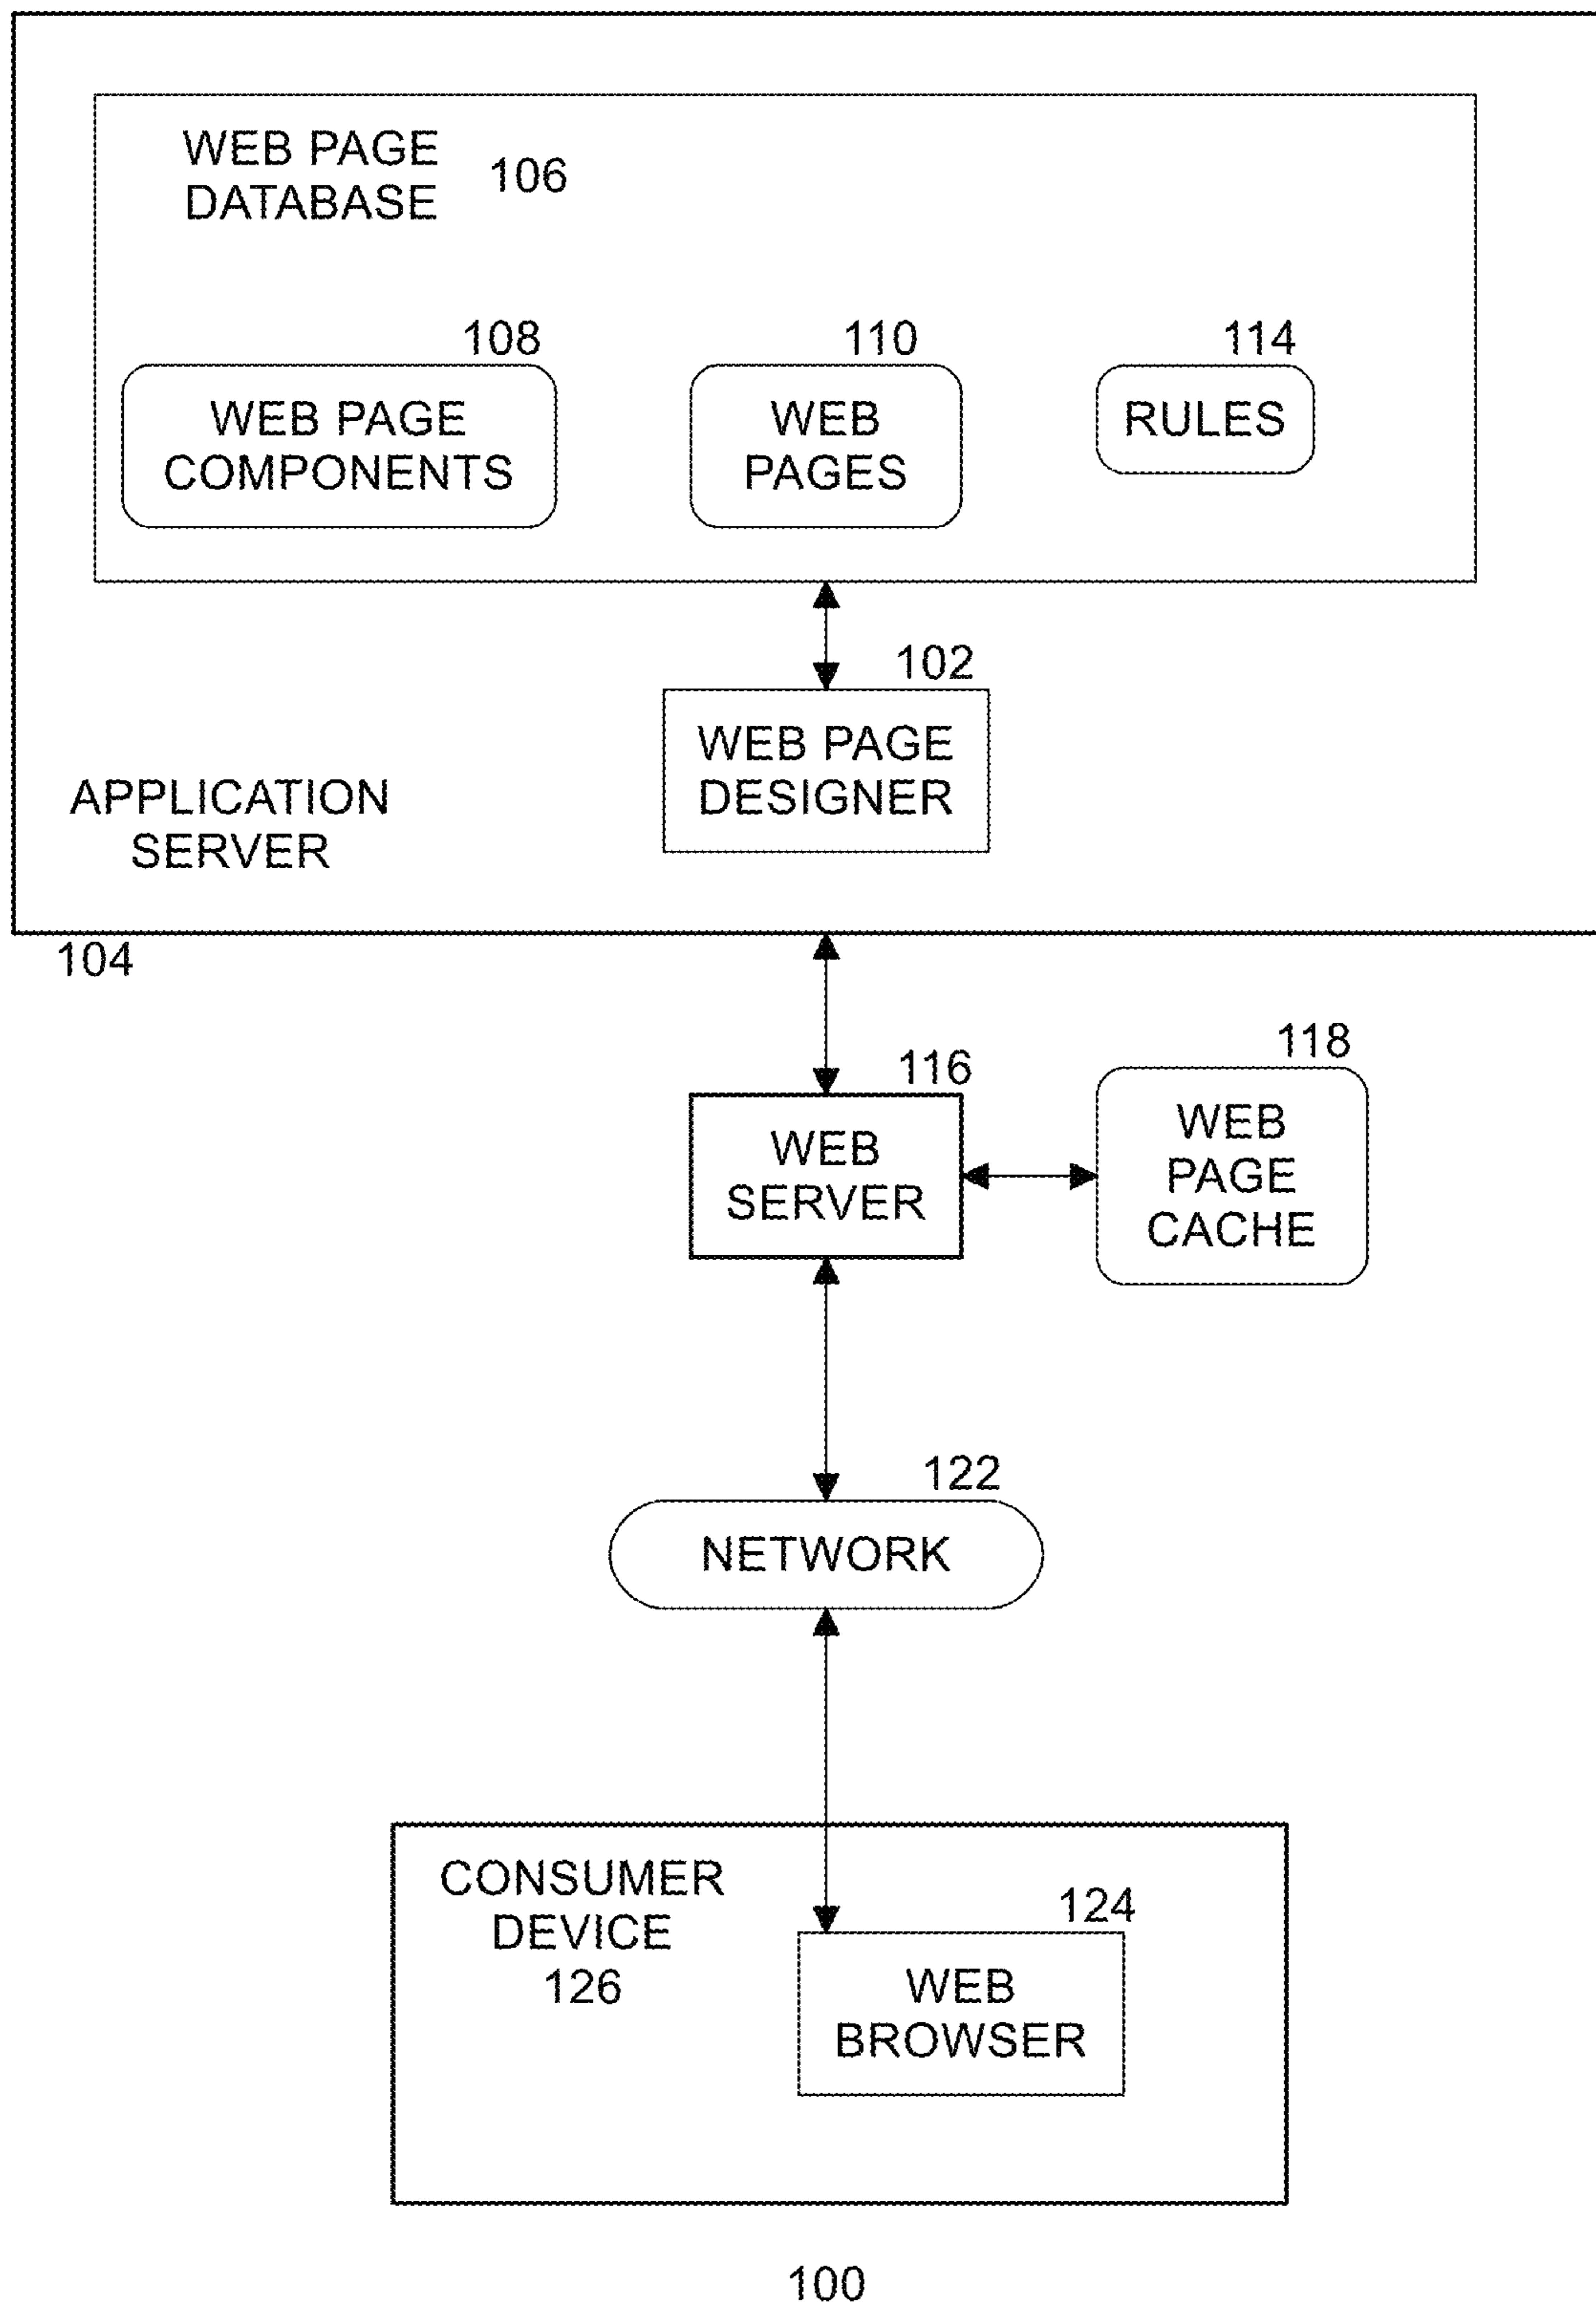 WEB PAGE
DATABASE
106
108
110
114
WEB PAGE
COMPONENTS
WEB
PAGES
RULES
102
WEB PAGE
DESIGNER
APPLICATION
SERVER
104
116
118
WEB
SERVER
WEB
PAGE
CACHE
122
NETWORK
CONSUMER
DEVICE
126
124
WEB
BROWSER
100